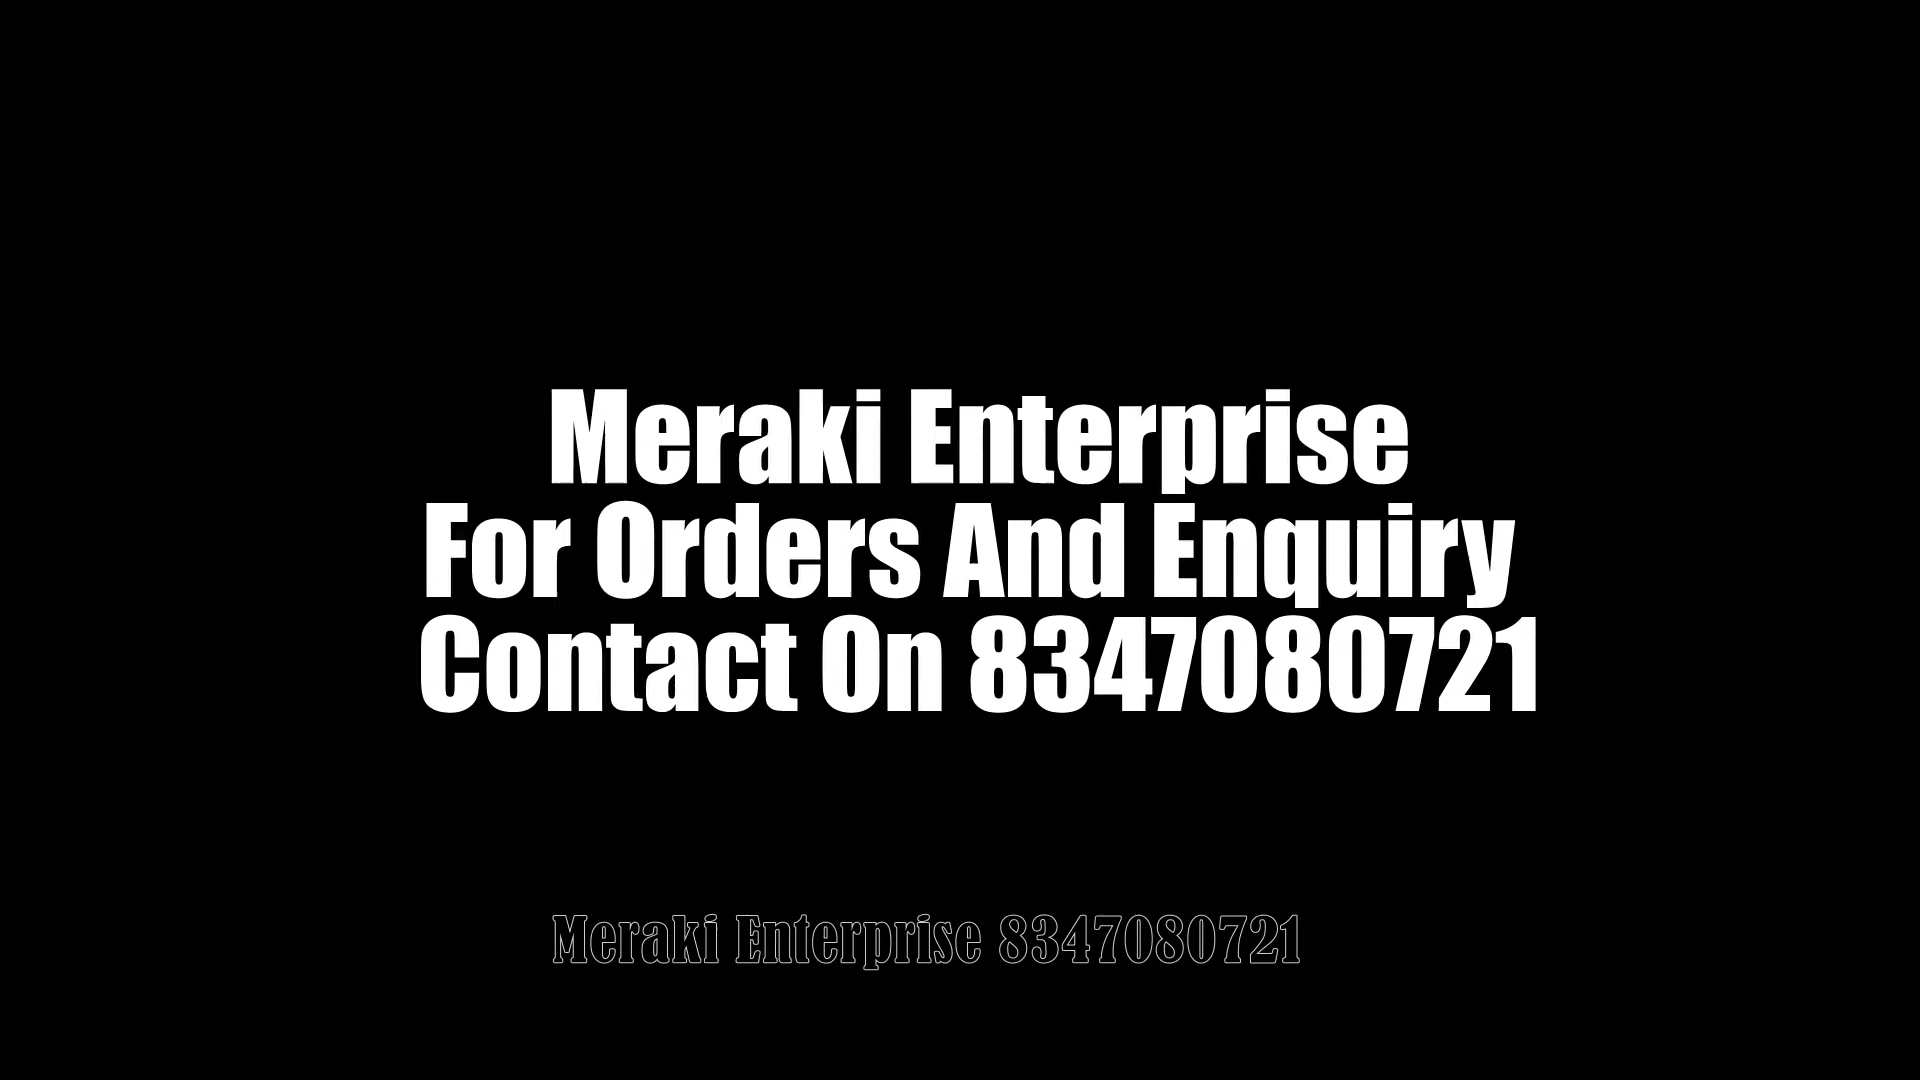 Meraki Enterprise
For Orders And Enquiry
Contact On 8347080721
Meraki Enterprise 8347080721